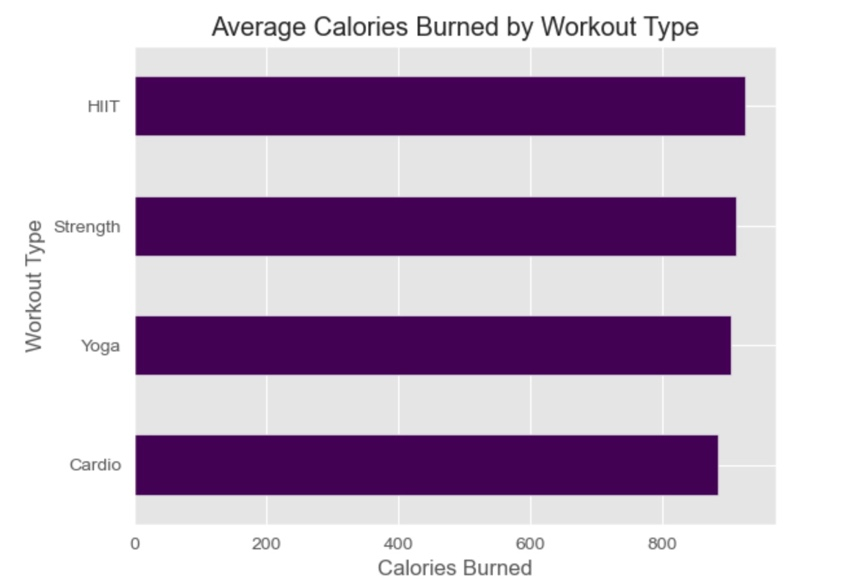 Average Calories Burned by Workout Type
HIIT
Strength
Yoga
Cardio
Workout Type
0 200 400 600 800
Calories Burned